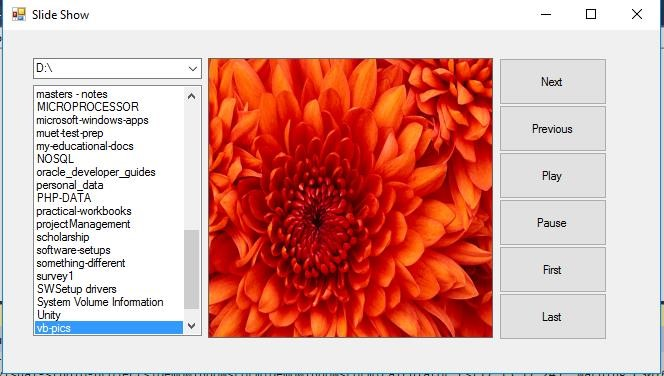 Slide Show
D:\
masters - notes
MICROPROCESSOR
microsoft-windows-apps
muet-test-prep
my-educational-docs
NOSQL
oracle_developer_guides
personal_data
PHP-DATA
practical-workbooks
projectManagement
scholarship
software-setups
something-different
survey1
SWSetup drivers
System Volume Information
Unity
vb-pics
Next
Previous
Play
Pause
First
Last